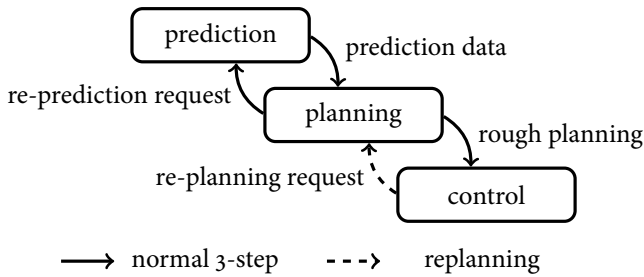 prediction
prediction data
re-prediction request
planning
rough planning
re-planning request
control
normal 3-step
replanning